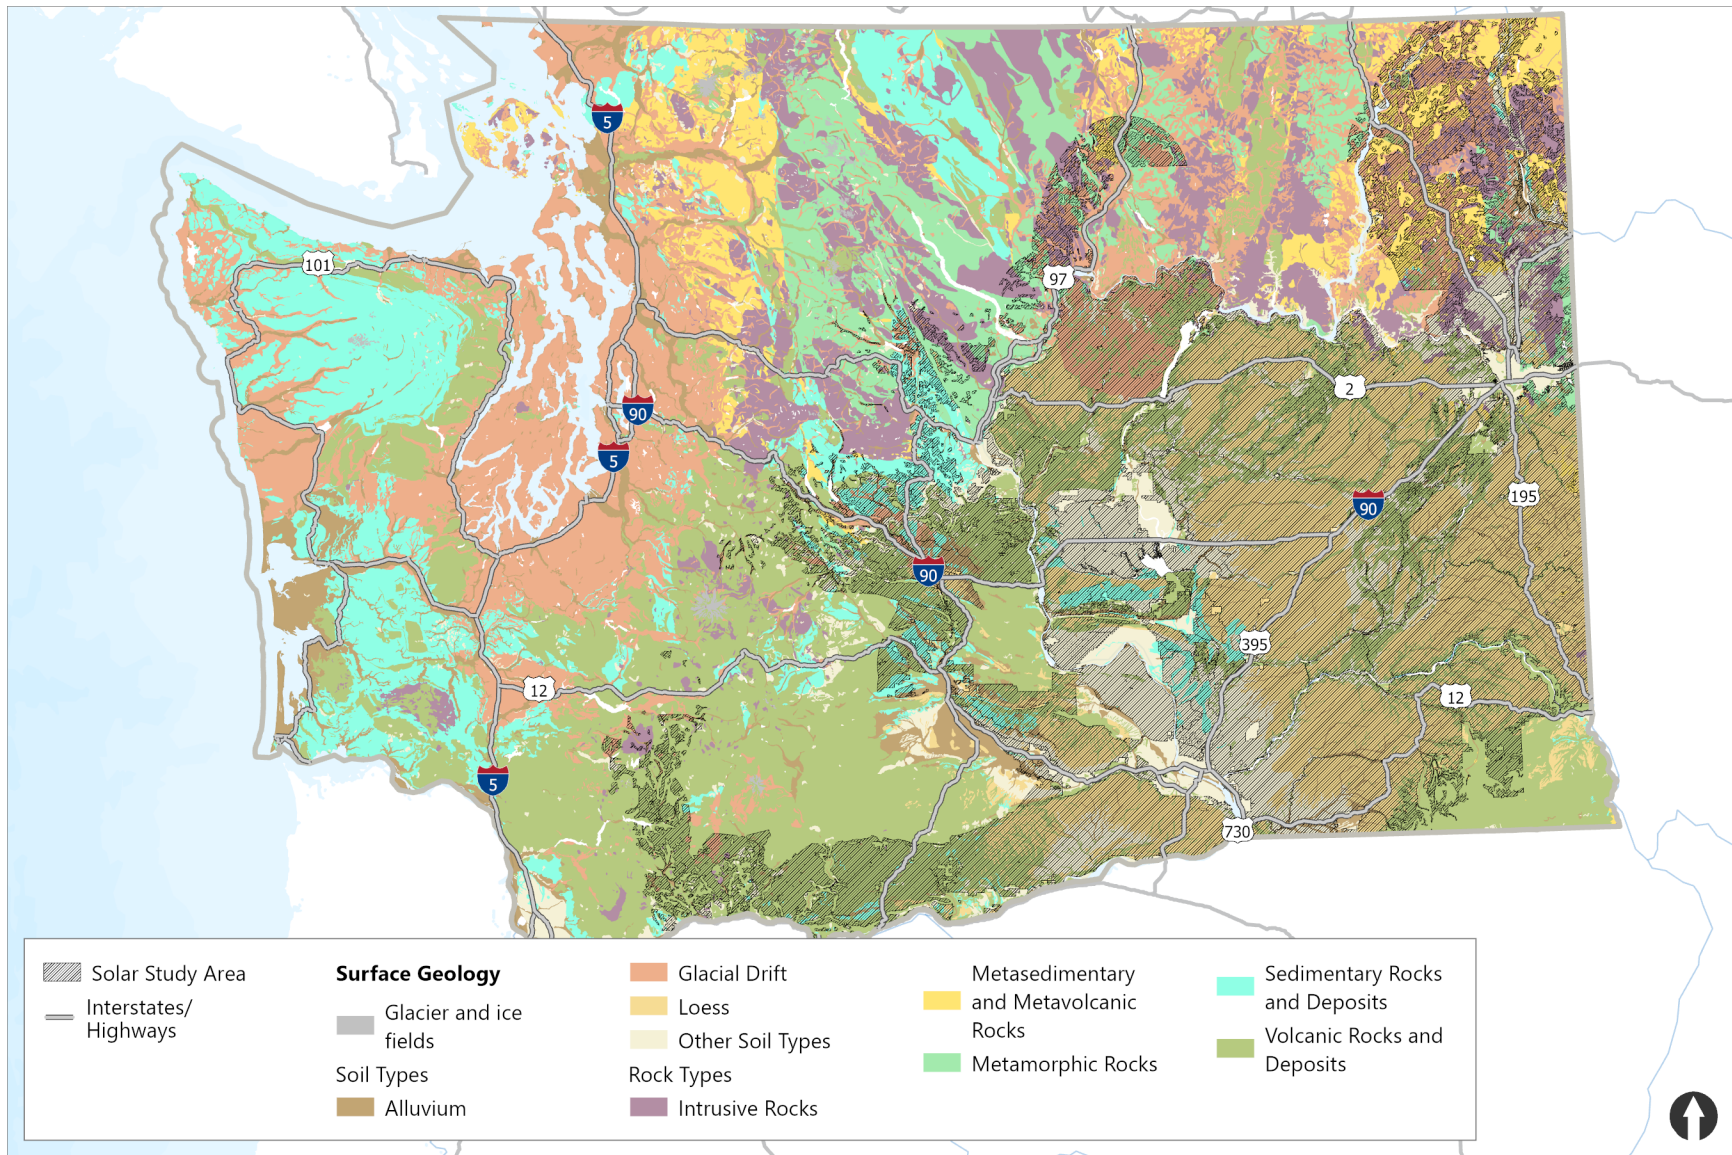 5
101
97
2
90
5
195
90
90
395
12
12
5
730
Solar Study Area
Interstates/
Highways
Surface Geology
Glacier and ice
fields
Soil Types
Alluvium
Glacial Drift
Loess
Other Soil Types
Rock Types
Intrusive Rocks
Metasedimentary
and Metavolcanic
Rocks
Metamorphic Rocks
Sedimentary Rocks
and Deposits
Volcanic Rocks and
Deposits